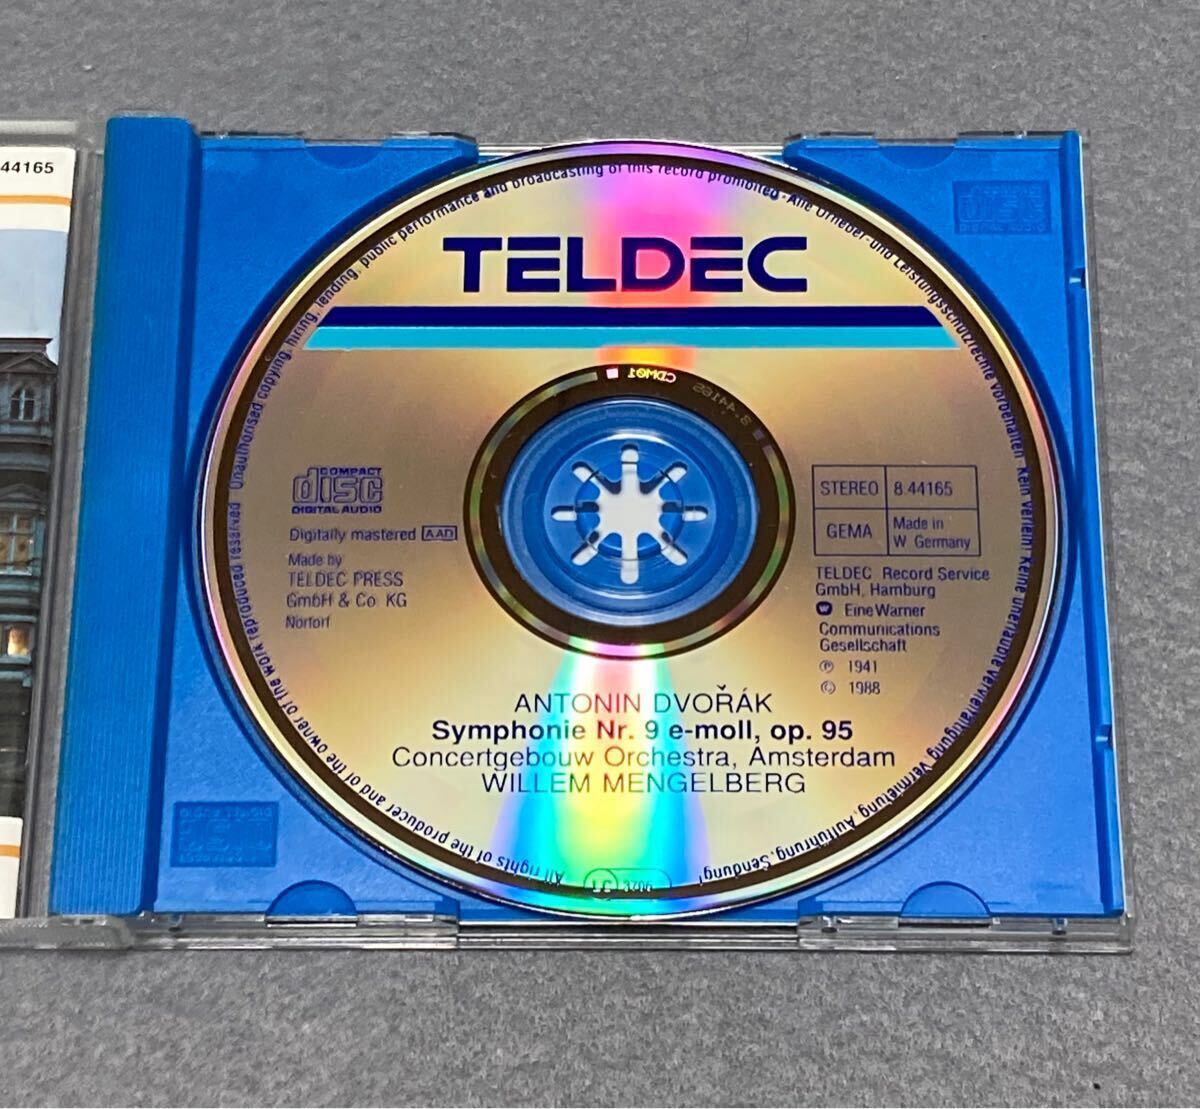 44165
TELDEC
CDM01
8.44165
COMPACT
disc
DIGITAL AUDIO
Digitally mastered AAD
Made by
TELDEC PRESS
GmbH & Co. KG
Nortorf
STEREO 8.44165
GEMA Made in
W. Germany
TELDEC Record Service
GmbH, Hamburg
Eine Warner
Communications
Gesellschaft
℗ 1941
© 1988
ANTONIN DVOŘÁK
Symphonie Nr. 9 e-moll, op. 95
Concertgebouw Orchestra, Amsterdam
WILLEM MENGELBERG
All rights of the producer and of the owner of the work reproduced reserved. Unauthorised copying, hiring, lending, public performance and broadcasting of this record prohibited · Alle Urheber- und Leistungsschutzrechte vorbehalten. Kein Verleih! Keine unerlaubte Vervielfältigung, Vermietung, Aufführung, Sendung!
DIGITAL AUDIO